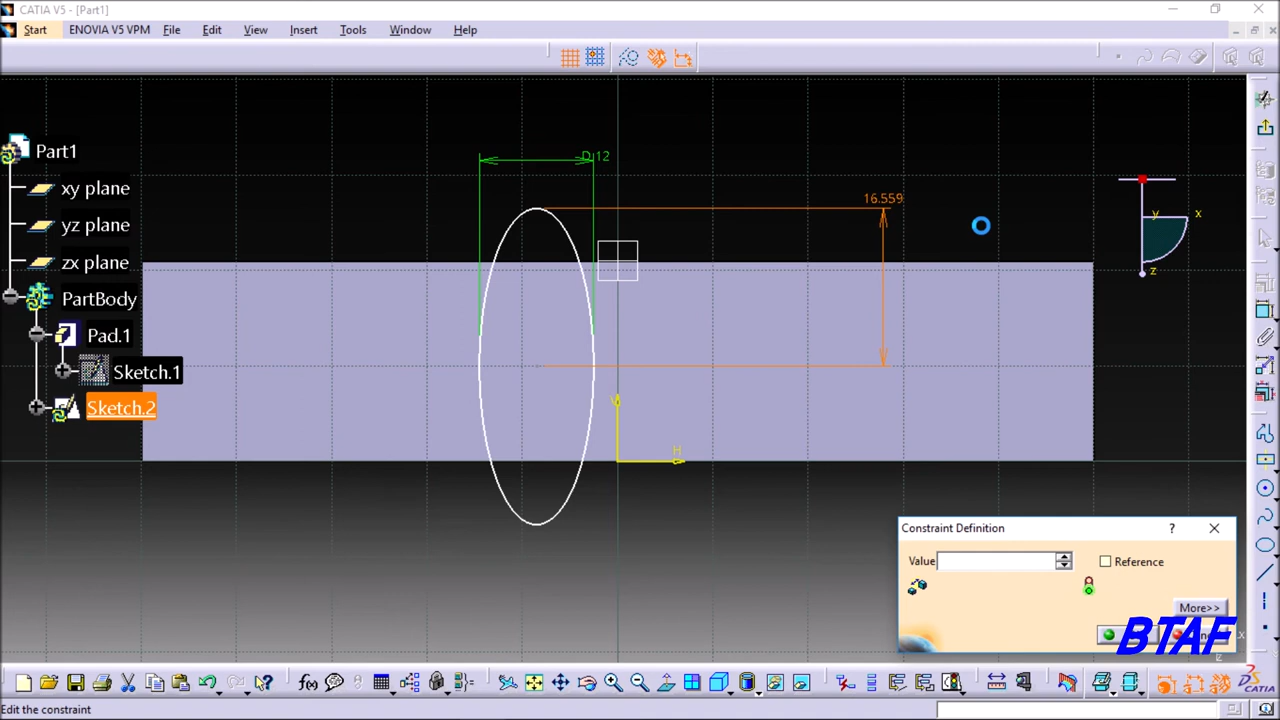 CATIA V5 - [Part1]
Start ENOVIA V5 VPM File Edit View Insert Tools Window Help
Part1
xy plane
yz plane
zx plane
PartBody
Pad.1
Sketch.1
Sketch.2
D 12
16.559
V
H
y
x
z
Constraint Definition
?
Value
Reference
More>>
BTAF
f(x)
CATIA
Edit the constraint